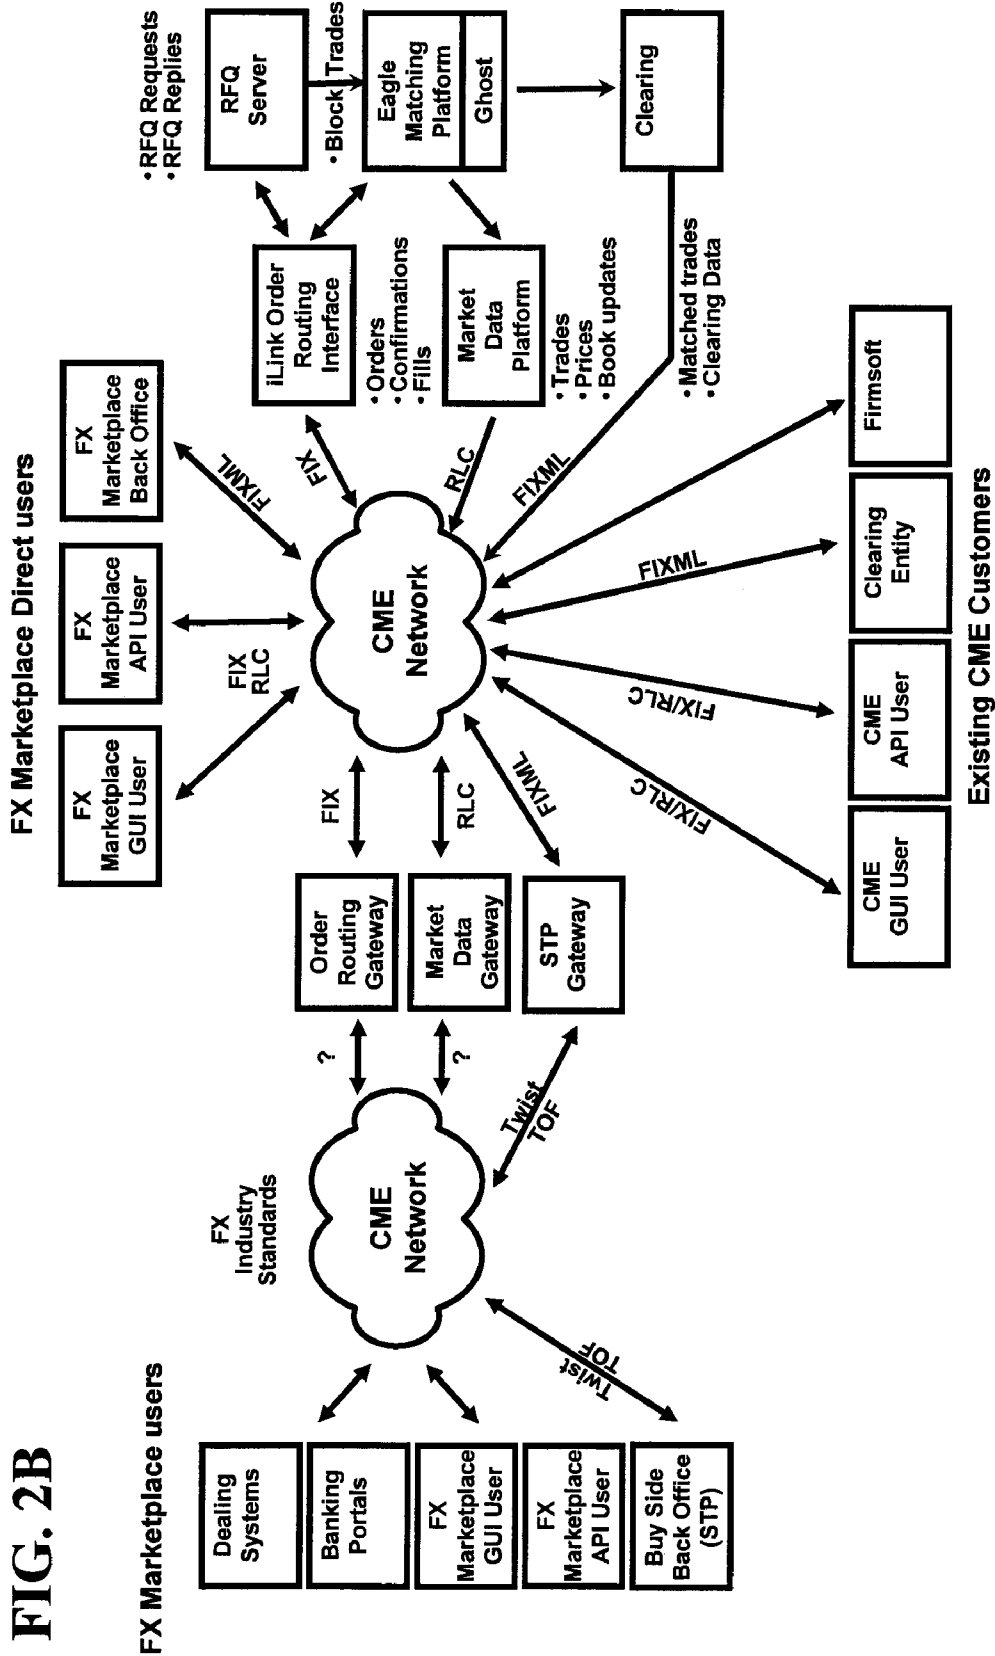 FIG. 2B
FX Marketplace users
Dealing
Systems
Banking
Portals
FX
Marketplace
GUI User
FX
Marketplace
API User
Buy Side
Back Office
(STP)
Twist
TOF
FX
Industry
Standards
CME
Network
?
?
Twist
TOF
Order
Routing
Gateway
Market
Data
Gateway
STP
Gateway
FIX
RLC
FIXML
FX Marketplace Direct users
FX
Marketplace
GUI User
FX
Marketplace
API User
FX
Marketplace
Back Office
FIX
RLC
FIXML
CME
Network
FIX
RLC
FIXML
iLink Order
Routing
Interface
•Orders
•Confirmations
•Fills
Market
Data
Platform
•Trades
•Prices
•Book updates
•RFQ Requests
•RFQ Replies
RFQ
Server
•Block Trades
Eagle
Matching
Platform
Ghost
Clearing
•Matched trades
•Clearing Data
FIX/RLC
FIX/RLC
FIXML
CME
GUI User
CME
API User
Clearing
Entity
Firmsoft
Existing CME Customers